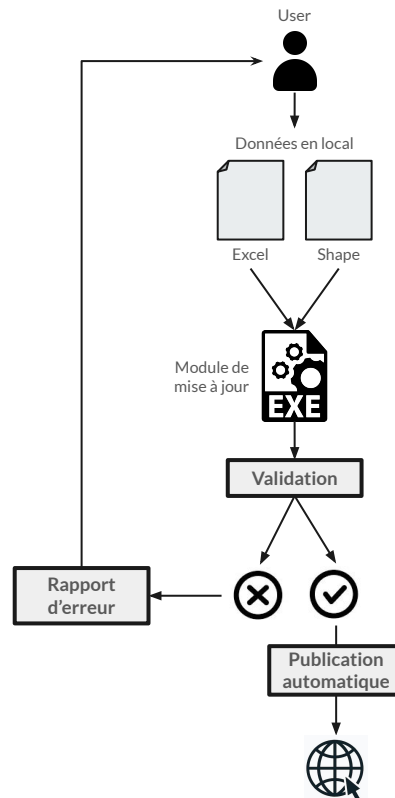 User
Données en local
Excel
Shape
Module de
mise à jour
EXE
Validation
Rapport
d'erreur
Publication
automatique